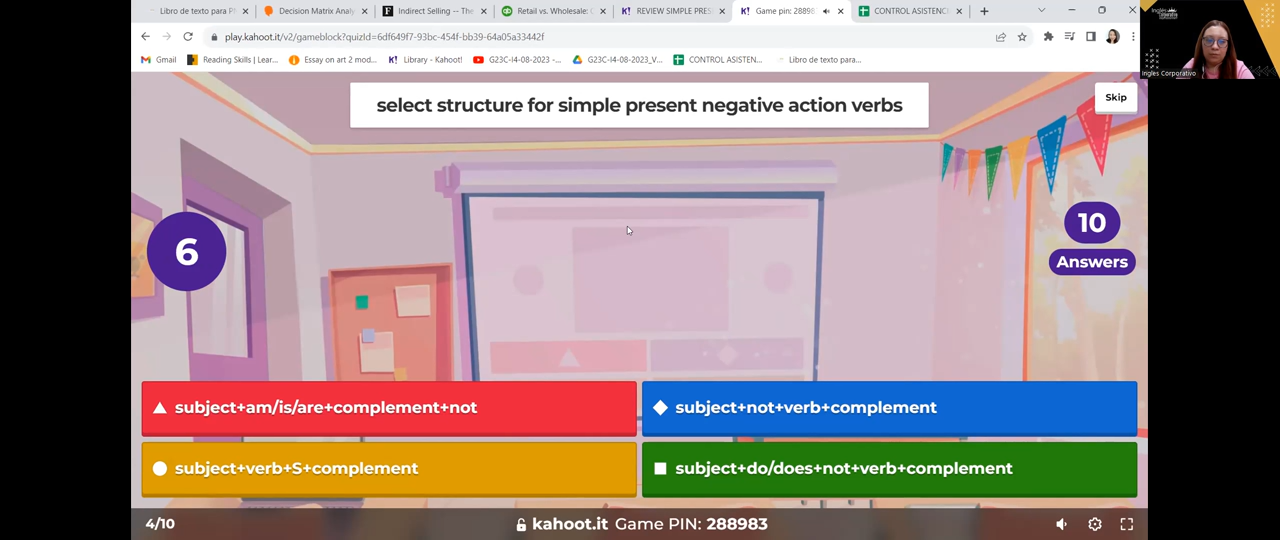 Libro de texto para P
Decision Matrix Anal
Indirect Selling -- The
Retail vs. Wholesale: 
REVIEW SIMPLE PRES
Game pin: 28898
CONTROL ASISTENC
play.kahoot.it/v2/gameblock?quizId=6df649f7-93bc-454f-bb39-64a05a33442f
Gmail
Reading Skills | Lear...
Essay on art 2 mod...
Library - Kahoot!
G23C-I4-08-2023 -...
G23C-I4-08-2023_V...
CONTROL ASISTEN...
Libro de texto para...
Inglés Corporativo
select structure for simple present negative action verbs
Skip
6
10
Answers
subject+am/is/are+complement+not
subject+not+verb+complement
subject+verb+S+complement
subject+do/does+not+verb+complement
4/10
kahoot.it Game PIN: 288983